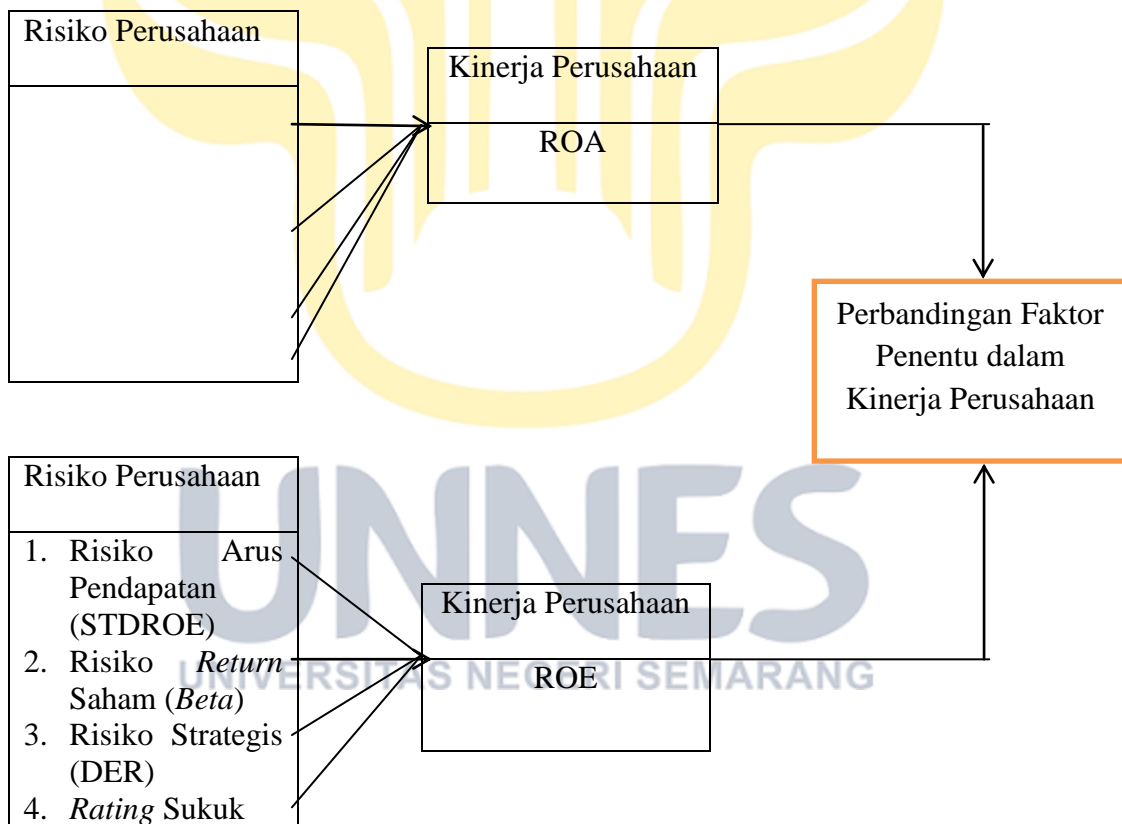 Risiko Perusahaan
Kinerja Perusahaan
ROA
Perbandingan Faktor
Penentu dalam
Kinerja Perusahaan
Risiko Perusahaan
1. Risiko Arus
Pendapatan
(STDROE)
2. Risiko Return
Saham (Beta)
3. Risiko Strategis
(DER)
4. Rating Sukuk
Kinerja Perusahaan
ROE
UNNES
UNIVERSITAS NEGERI SEMARANG